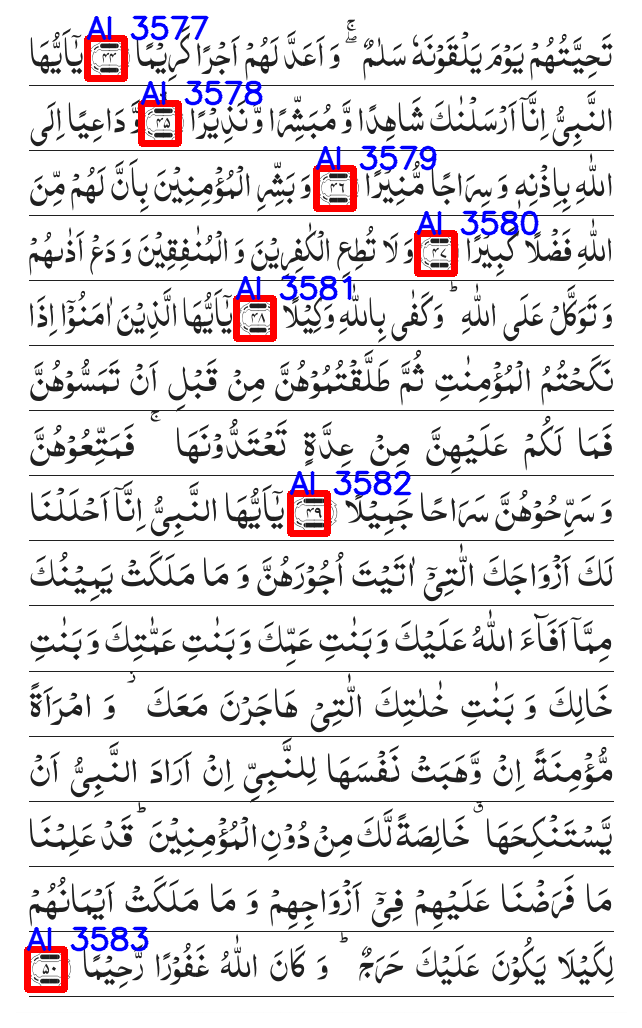 AI 3577
تَحِيَّتُهُمْ يَوْمَ يَلْقَوْنَهٗ سَلٰمٌ ۖۚ وَ اَعَدَّ لَهُمْ اَجْرًا كَرِيْمًا ۴۴ يٰۤاَيُّهَا
AI 3578
النَّبِيُّ اِنَّاۤ اَرْسَلْنٰكَ شَاهِدًا وَّ مُبَشِّرًا وَّ نَذِيْرًا ۴۵ وَّ دَاعِيًا اِلَى
AI 3579
اللّٰهِ بِاِذْنِهٖ وَ سِرَاجًا مُّنِيْرًا ۴۶ وَ بَشِّرِ الْمُؤْمِنِيْنَ بِاَنَّ لَهُمْ مِّنَ
AI 3580
اللّٰهِ فَضْلًا كَبِيْرًا ۴۷ وَ لَا تُطِعِ الْكٰفِرِيْنَ وَ الْمُنٰفِقِيْنَ وَ دَعْ اَذٰىهُمْ
AI 3581
وَ تَوَكَّلْ عَلَى اللّٰهِ ؕ وَ كَفٰى بِاللّٰهِ وَكِيْلًا ۴۸ يٰۤاَيُّهَا الَّذِيْنَ اٰمَنُوْۤا اِذَا
نَكَحْتُمُ الْمُؤْمِنٰتِ ثُمَّ طَلَّقْتُمُوْهُنَّ مِنْ قَبْلِ اَنْ تَمَسُّوْهُنَّ
فَمَا لَكُمْ عَلَيْهِنَّ مِنْ عِدَّةٍ تَعْتَدُّوْنَهَا ۚ فَمَتِّعُوْهُنَّ
AI 3582
وَ سَرِّحُوْهُنَّ سَرَاحًا جَمِيْلًا ۴۹ يٰۤاَيُّهَا النَّبِيُّ اِنَّاۤ اَحْلَلْنَا
لَكَ اَزْوَاجَكَ الّٰتِيْۤ اٰتَيْتَ اُجُوْرَهُنَّ وَ مَا مَلَكَتْ يَمِيْنُكَ
مِمَّاۤ اَفَآءَ اللّٰهُ عَلَيْكَ وَ بَنٰتِ عَمِّكَ وَ بَنٰتِ عَمّٰتِكَ وَ بَنٰتِ
خَالِكَ وَ بَنٰتِ خٰلٰتِكَ الّٰتِيْ هَاجَرْنَ مَعَكَ ؗ وَ امْرَاَةً
مُّؤْمِنَةً اِنْ وَّهَبَتْ نَفْسَهَا لِلنَّبِيِّ اِنْ اَرَادَ النَّبِيُّ اَنْ
يَّسْتَنْكِحَهَا ۗ خَالِصَةً لَّكَ مِنْ دُوْنِ الْمُؤْمِنِيْنَ ؕ قَدْ عَلِمْنَا
مَا فَرَضْنَا عَلَيْهِمْ فِيْۤ اَزْوَاجِهِمْ وَ مَا مَلَكَتْ اَيْمَانُهُمْ
AI 3583
لِكَيْلَا يَكُوْنَ عَلَيْكَ حَرَجٌ ؕ وَ كَانَ اللّٰهُ غَفُوْرًا رَّحِيْمًا ۵۰